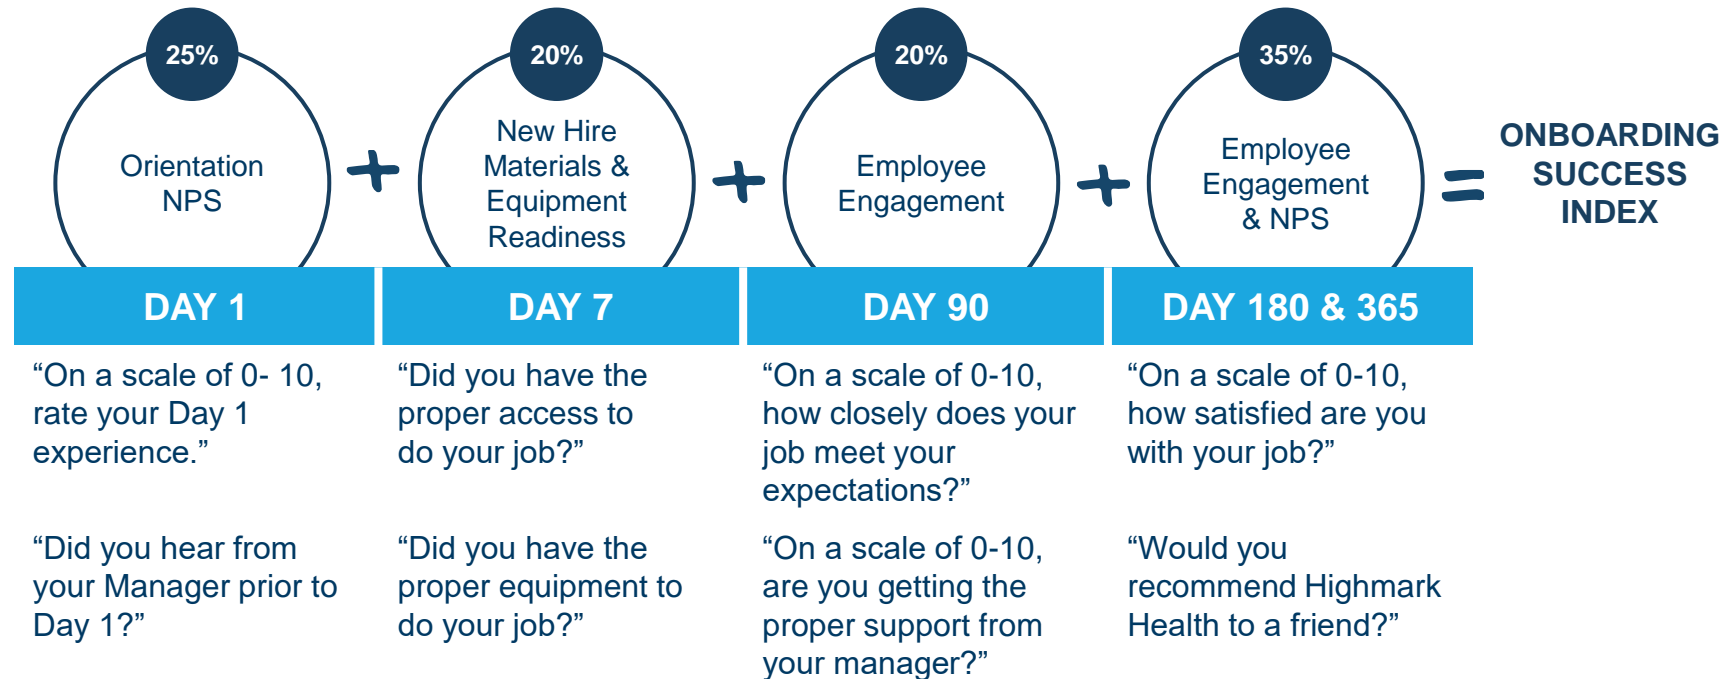 25%
Orientation
NPS
20%
New Hire
Materials &
Equipment
Readiness
20%
Employee
Engagement
35%
Employee
Engagement
& NPS
+
+
+
=
ONBOARDING
SUCCESS
INDEX
DAY 1
DAY 7
DAY 90
DAY 180 & 365
“On a scale of 0- 10,
rate your Day 1
experience.”
“Did you hear from
your Manager prior to
Day 1?”
“Did you have the
proper access to
do your job?”
“Did you have the
proper equipment to
do your job?”
“On a scale of 0-10,
how closely does your
job meet your
expectations?”
“On a scale of 0-10,
are you getting the
proper support from
your manager?”
“On a scale of 0-10,
how satisfied are you
with your job?”
“Would you
recommend Highmark
Health to a friend?”